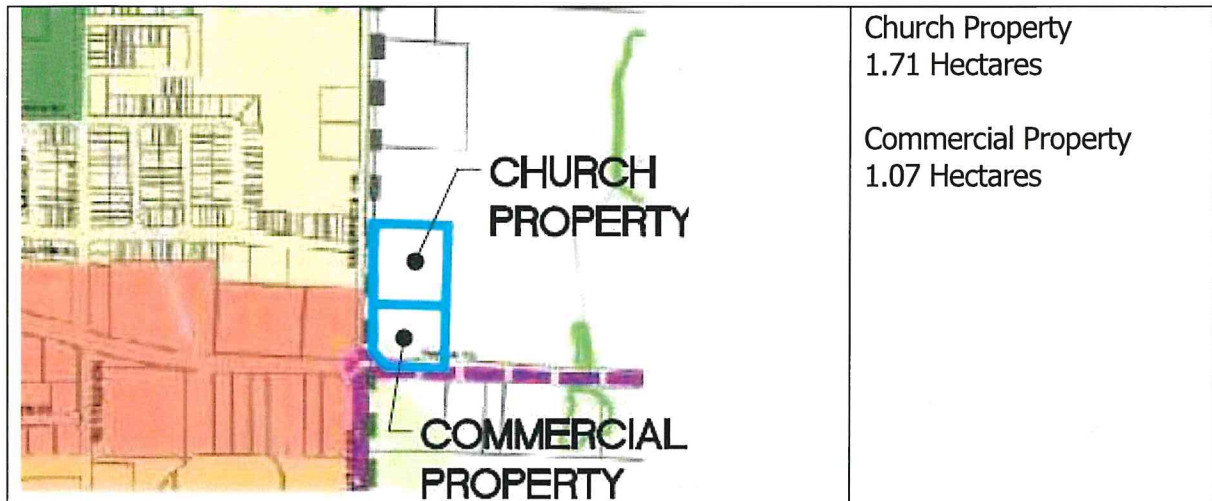 CHURCH
PROPERTY
COMMERCIAL
PROPERTY
Church Property
1.71 Hectares
Commercial Property
1.07 Hectares